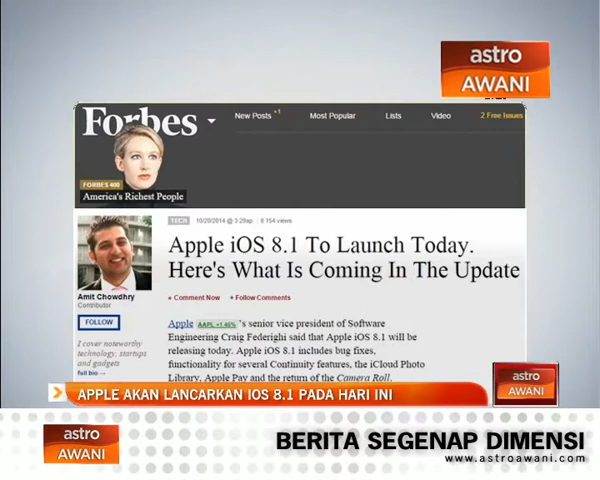 astro
AWANI
Forbes
New Posts +1 Most Popular Lists Video 2 Free Issues
FORBES 400
America's Richest People
TECH 10/20/2014 @ 3:29 8 154 views
Apple iOS 8.1 To Launch Today.
Here's What Is Coming In The Update
Amit Chowdhry
Contributor
FOLLOW
I cover noteworthy
technology, startups
and gadgets
full bio →
+ Comment Now + Follow Comments
Apple AAPL +1.46% 's senior vice president of Software
Engineering Craig Federighi said that Apple iOS 8.1 will be
releasing today. Apple iOS 8.1 includes bug fixes,
functionality for several Continuity features, the iCloud Photo
Library, Apple Pay and the return of the Camera Roll.
APPLE AKAN LANCARKAN IOS 8.1 PADA HARI INI
astro
AWANI
astro
AWANI
BERITA SEGENAP DIMENSI
www.astroawani.com